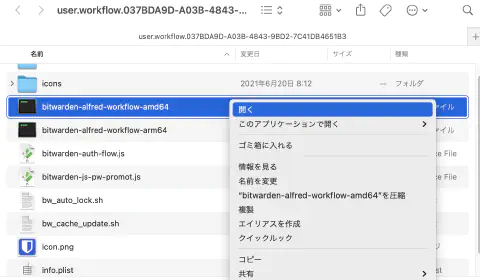 user.workflow.037BDA9D-A03B-4843-...
user.workflow.037BDA9D-A03B-4843-9BD2-7C41DB4651B3
名前 変更日 サイズ 種類
icons 2021年6月20日 8:12 -- フォルダ
bitwarden-alfred-workflow-amd64
bitwarden-alfred-workflow-arm64
bitwarden-auth-flow.js
bitwarden-js-pw-promot.js
bw_auto_lock.sh
bw_cache_update.sh
icon.png
info.plist
開く
このアプリケーションで開く
ゴミ箱に入れる
情報を見る
名前を変更
"bitwarden-alfred-workflow-amd64"を圧縮
複製
エイリアスを作成
クイックルック
コピー
共有